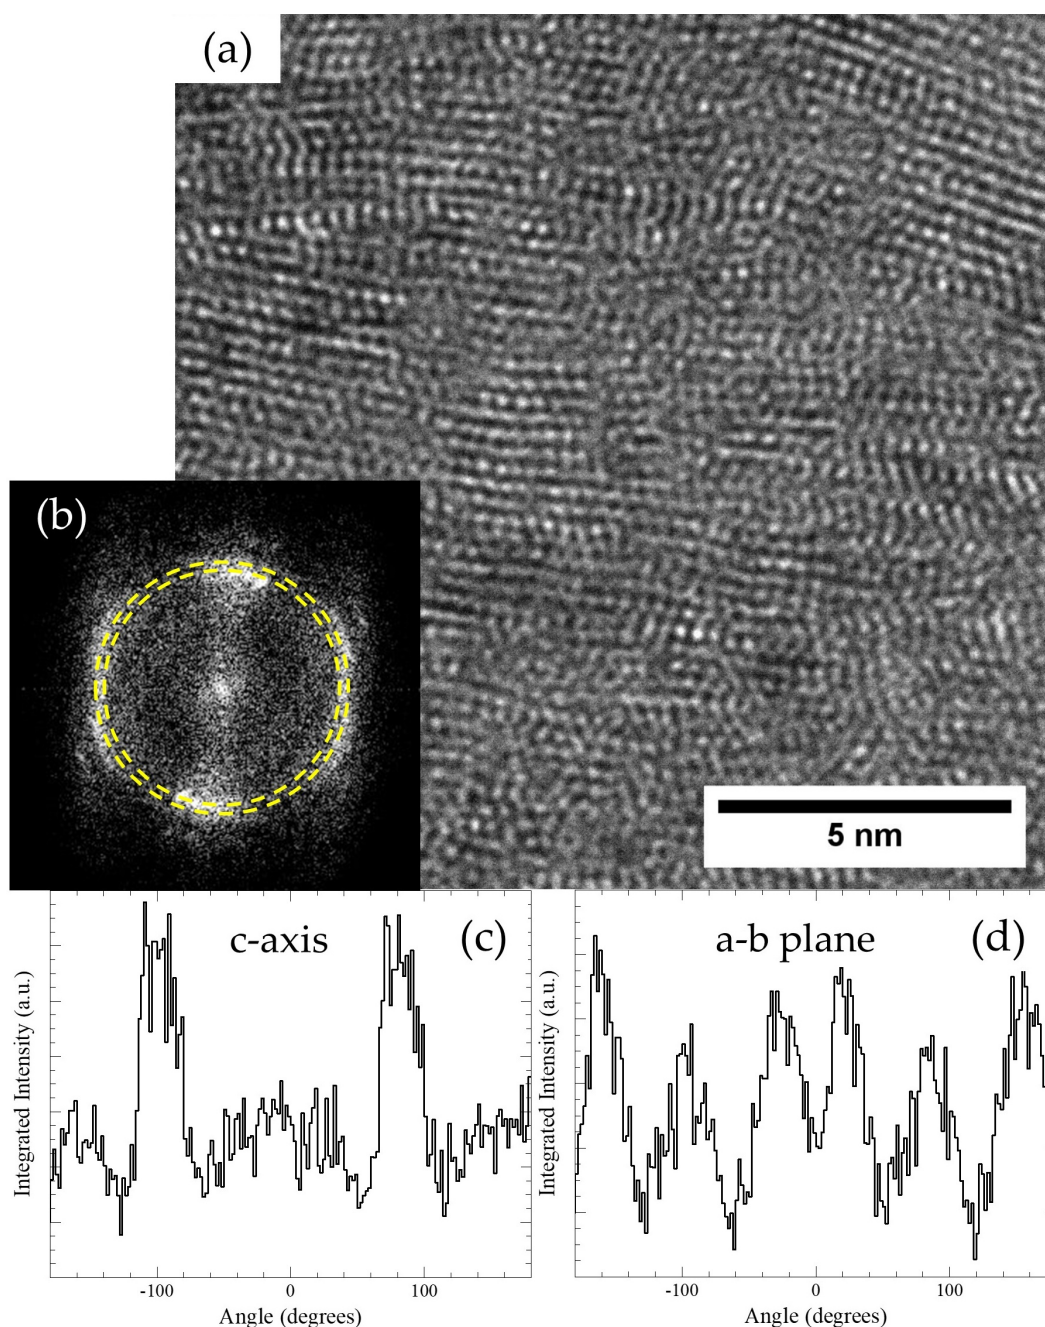 (a)
(b)
5 nm
c-axis
(c)
Integrated Intensity (a.u.)
-100
0
100
Angle (degrees)
a-b plane
(d)
Integrated Intensity (a.u.)
-100
0
100
Angle (degrees)